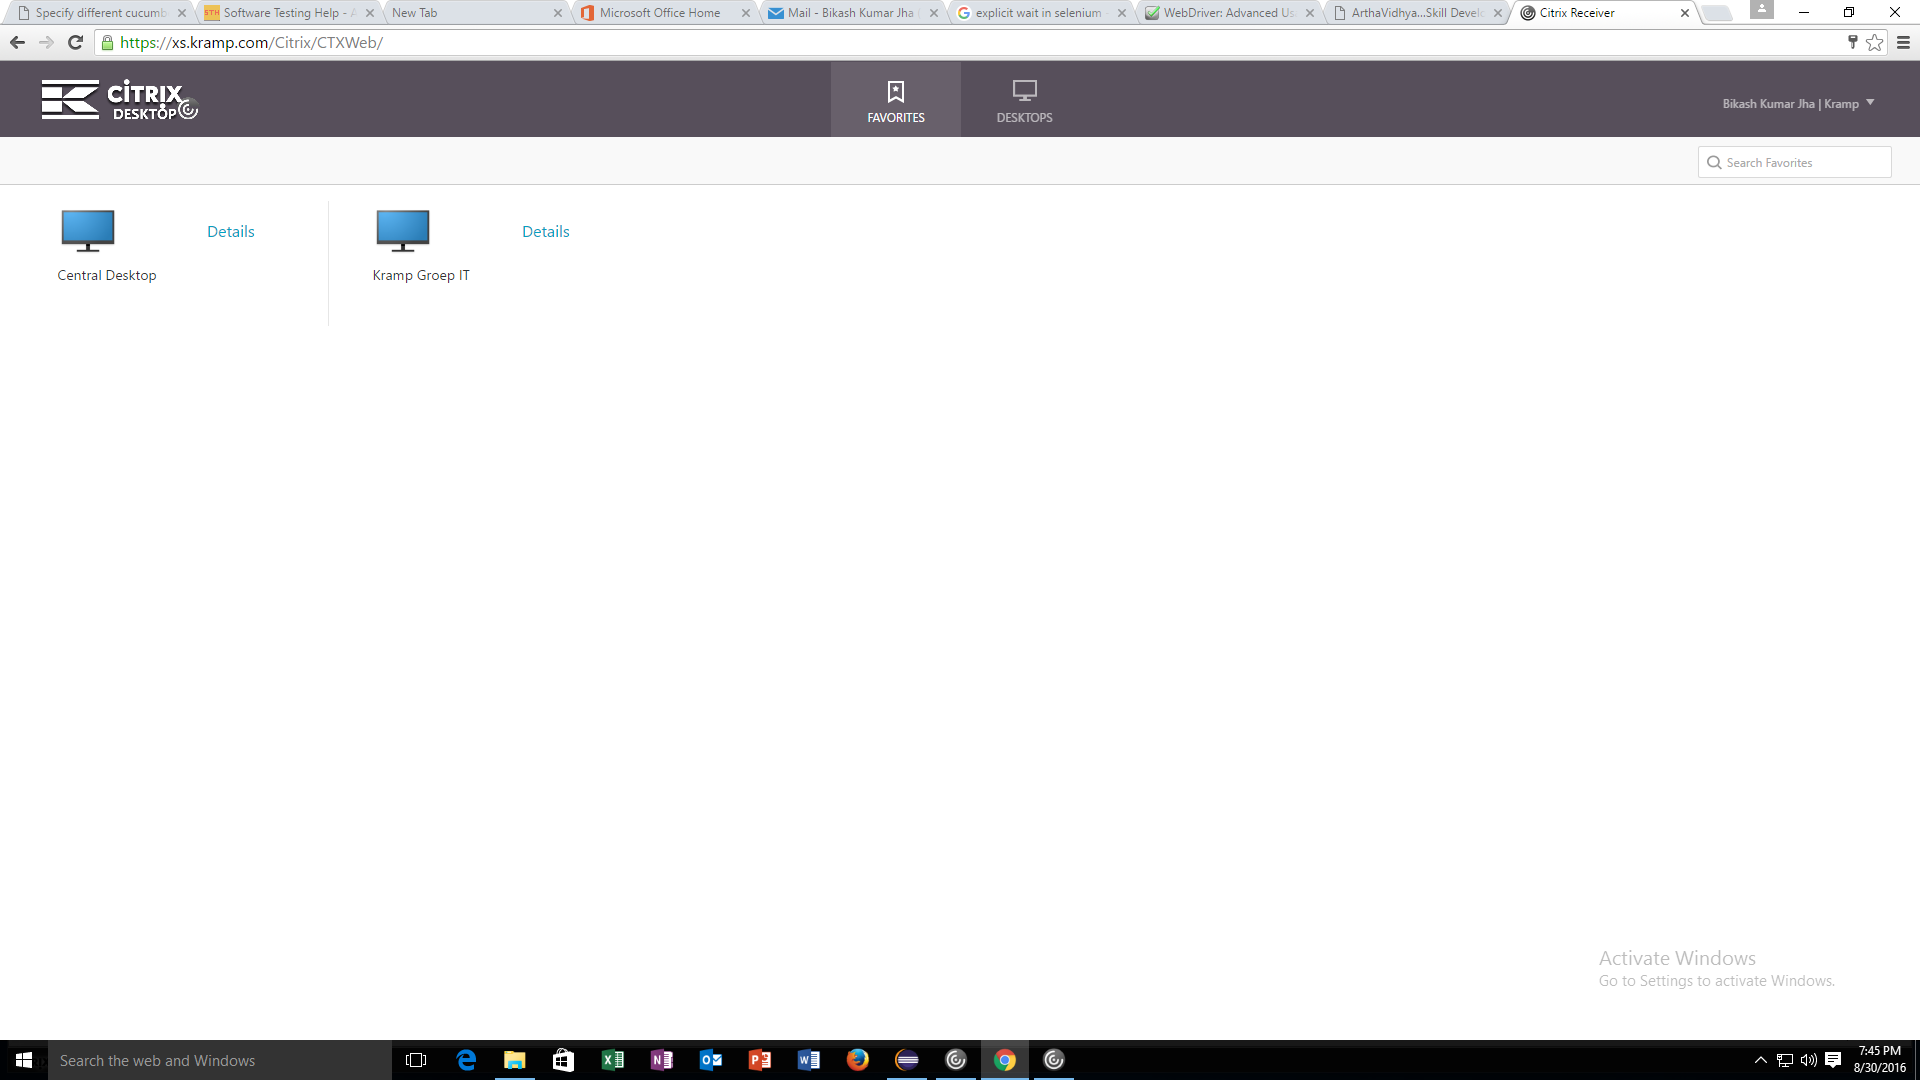 Specify different cucumb
STH Software Testing Help - A
New Tab
Microsoft Office Home
Mail - Bikash Kumar Jha
explicit wait in selenium
WebDriver: Advanced Us
ArthaVidhya...Skill Devel
Citrix Receiver
https://xs.kramp.com/Citrix/CTXWeb/
CİTRIX
DESKTOP
FAVORITES
DESKTOPS
Bikash Kumar Jha | Kramp
Search Favorites
Details
Details
Central Desktop
Kramp Groep IT
Activate Windows
Go to Settings to activate Windows.
Search the web and Windows
7:45 PM
8/30/2016